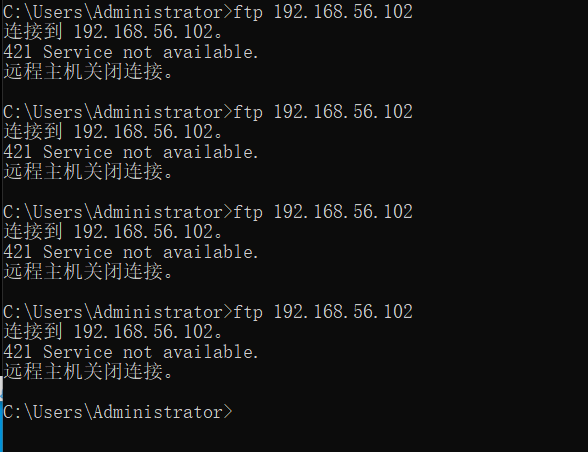 C:\Users\Administrator>ftp 192.168.56.102
连接到 192.168.56.102。
421 Service not available.
远程主机关闭连接。
C:\Users\Administrator>ftp 192.168.56.102
连接到 192.168.56.102。
421 Service not available.
远程主机关闭连接。
C:\Users\Administrator>ftp 192.168.56.102
连接到 192.168.56.102。
421 Service not available.
远程主机关闭连接。
C:\Users\Administrator>ftp 192.168.56.102
连接到 192.168.56.102。
421 Service not available.
远程主机关闭连接。
C:\Users\Administrator>